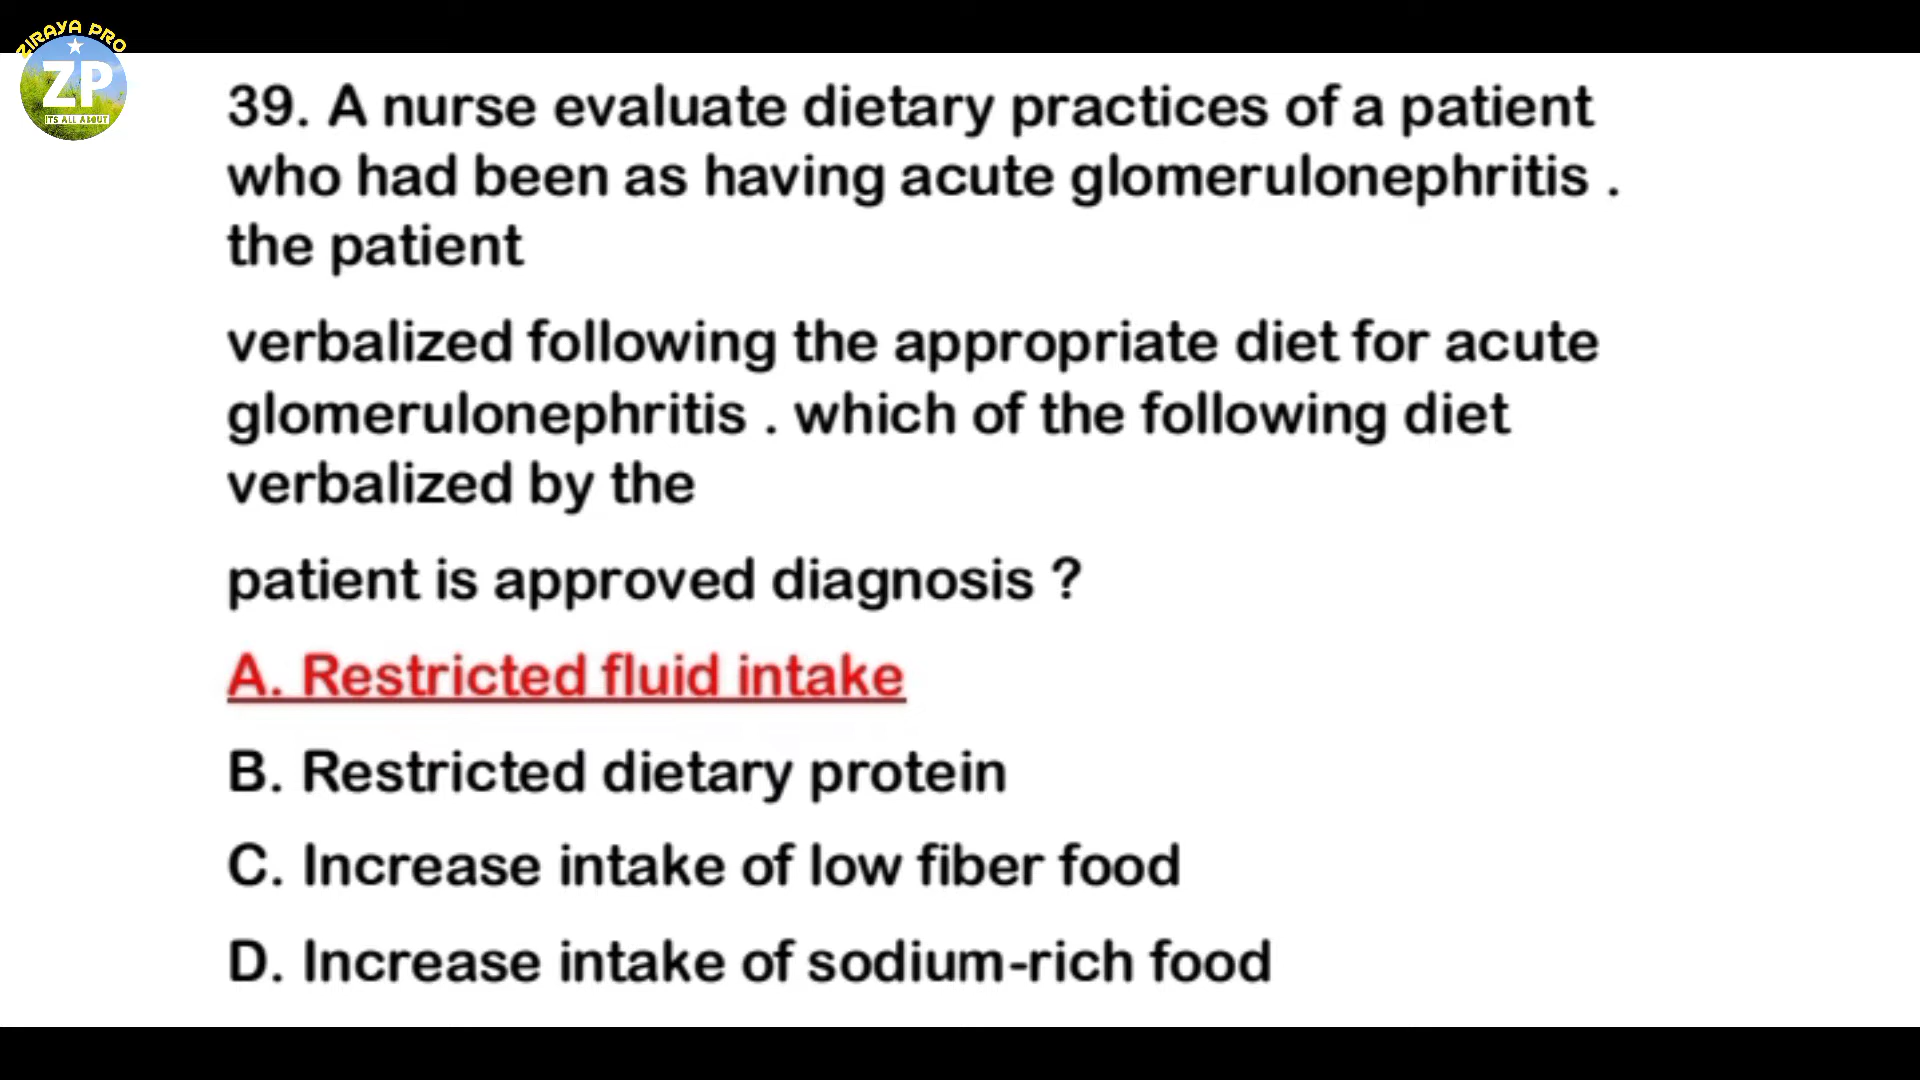 ZIRAYA PRO
ZP
ITS ALL ABOUT
39. A nurse evaluate dietary practices of a patient
who had been as having acute glomerulonephritis .
the patient
verbalized following the appropriate diet for acute
glomerulonephritis . which of the following diet
verbalized by the
patient is approved diagnosis ?
A. Restricted fluid intake
B. Restricted dietary protein
C. Increase intake of low fiber food
D. Increase intake of sodium-rich food